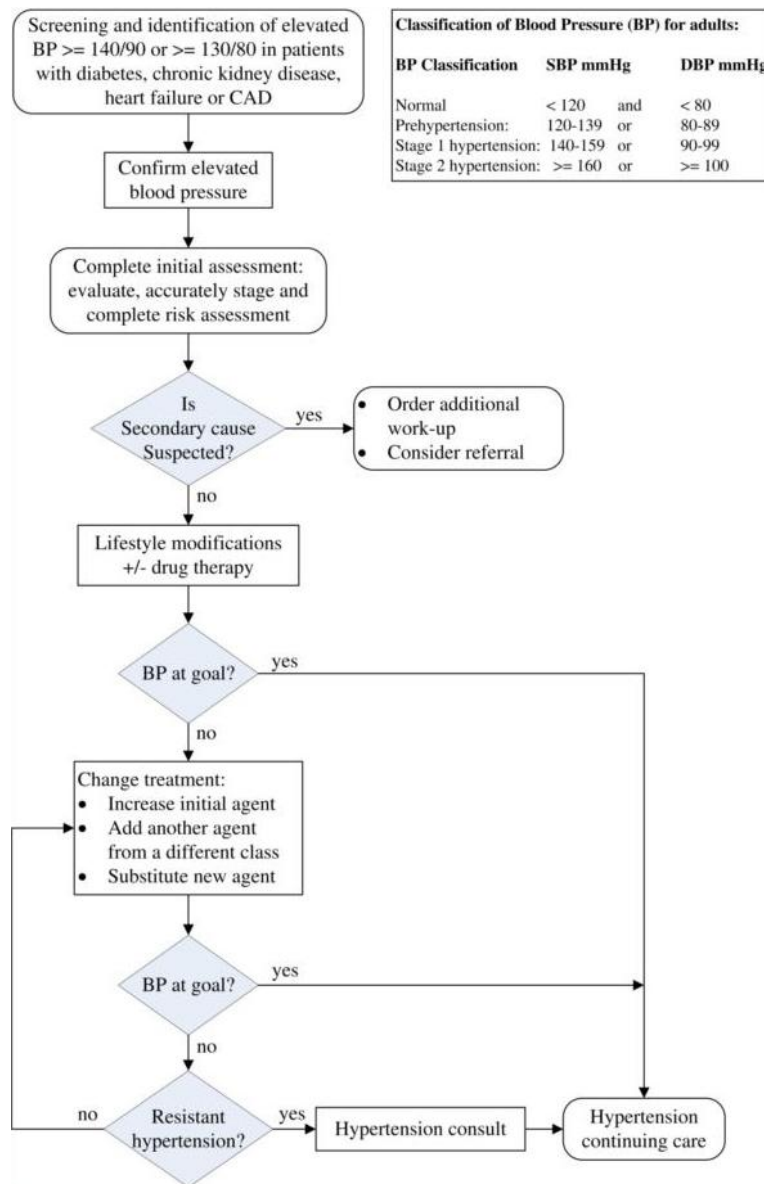 Screening and identification of elevated
BP >= 140/90 or >= 130/80 in patients
with diabetes, chronic kidney disease,
heart failure or CAD
Classification of Blood Pressure (BP) for adults:
BP Classification SBP mmHg DBP mmHg
Normal < 120 and < 80
Prehypertension: 120-139 or 80-89
Stage 1 hypertension: 140-159 or 90-99
Stage 2 hypertension: >= 160 or >= 100
Confirm elevated
blood pressure
Complete initial assessment:
evaluate, accurately stage and
complete risk assessment
Is
Secondary cause
Suspected?
yes
● Order additional
work-up
● Consider referral
no
Lifestyle modifications
+/- drug therapy
BP at goal?
yes
no
Change treatment:
● Increase initial agent
● Add another agent
from a different class
● Substitute new agent
BP at goal?
yes
no
no
Resistant
hypertension?
yes
Hypertension consult
Hypertension
continuing care